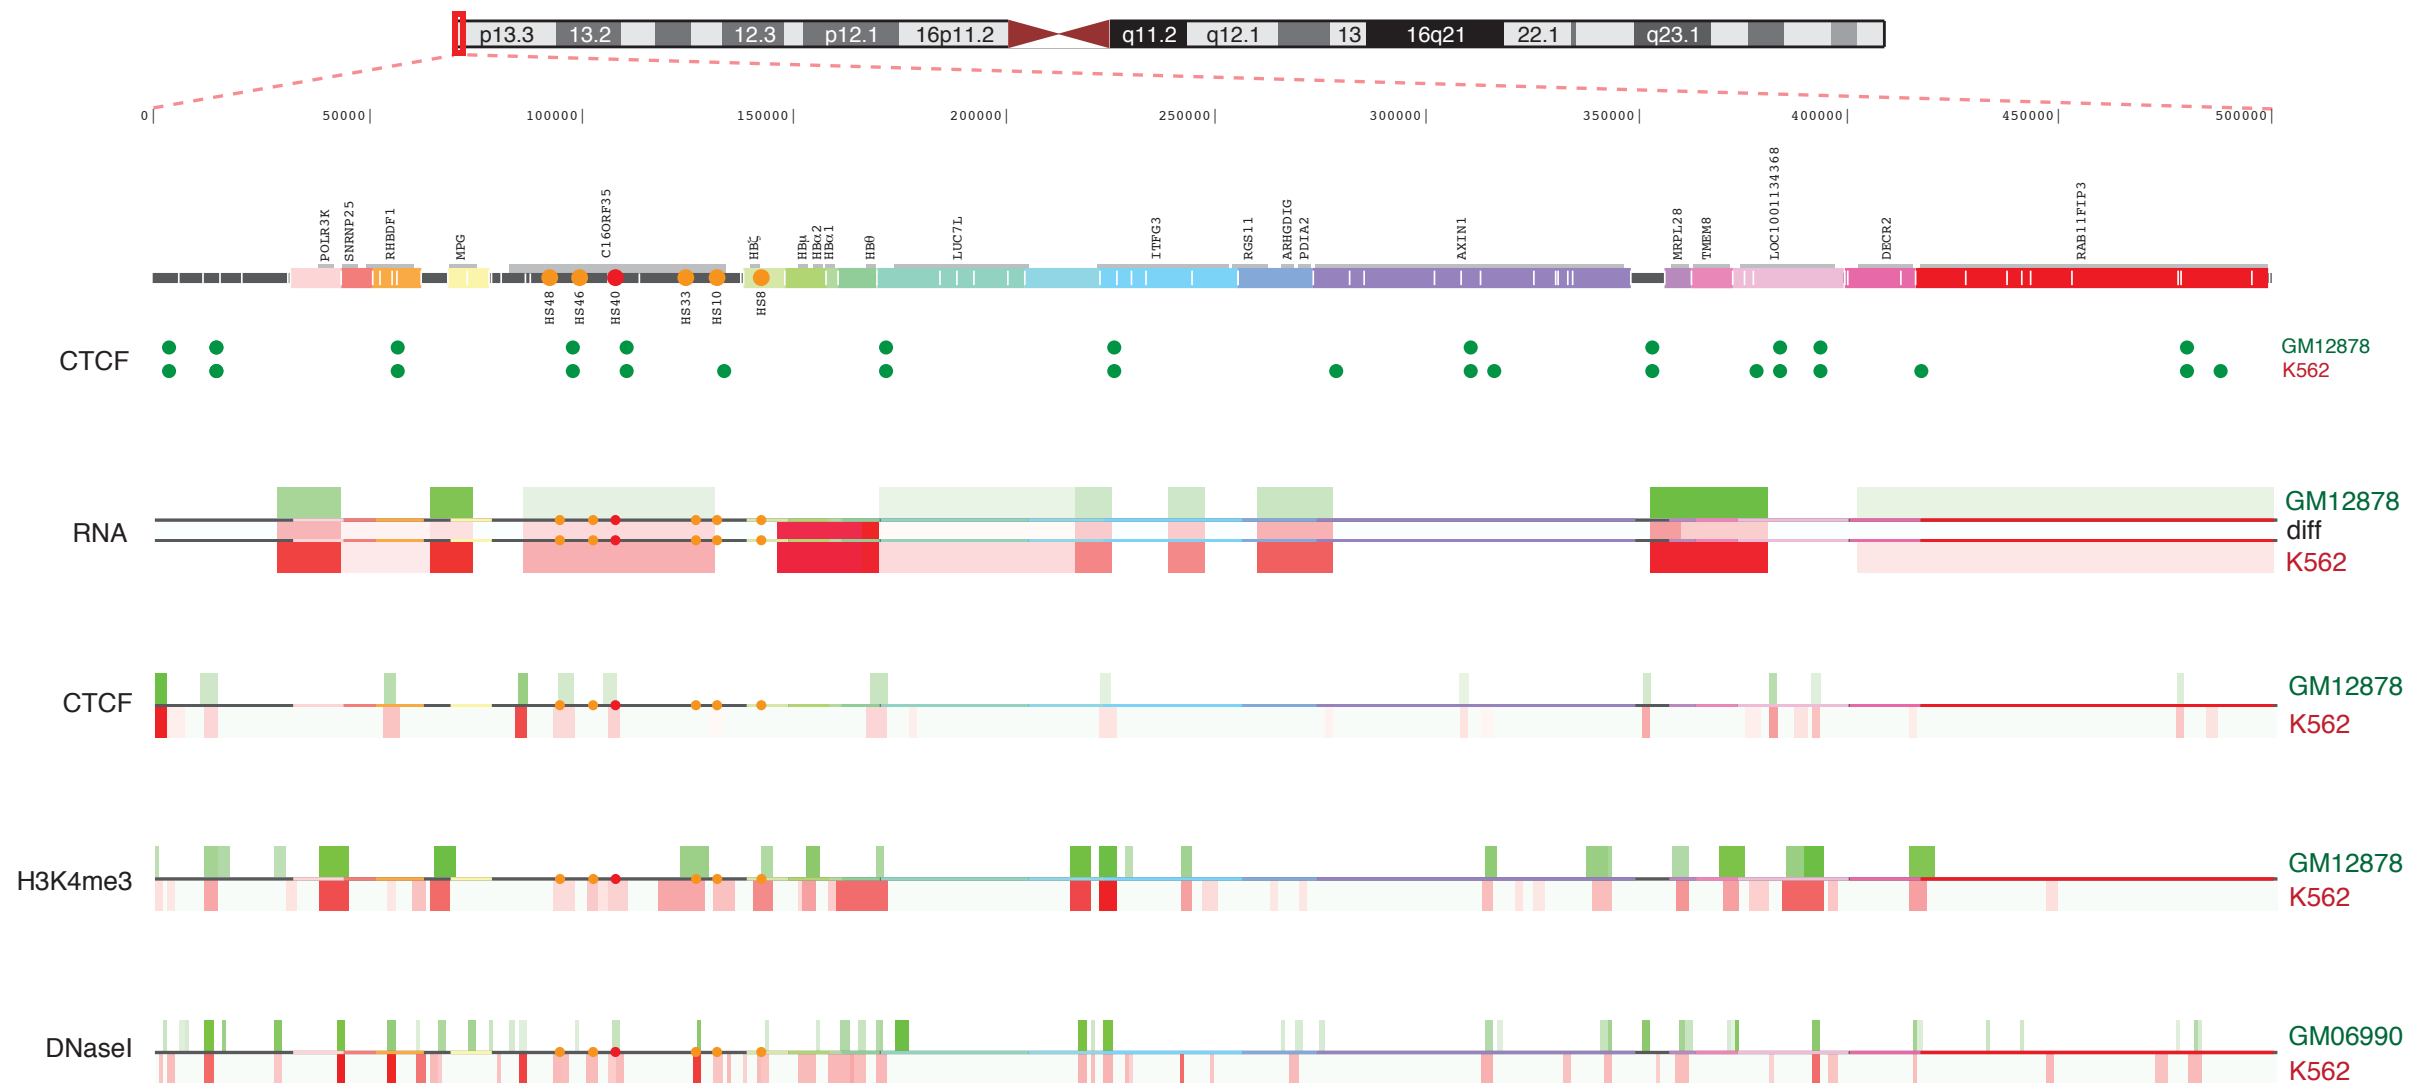 p13.3 13.2 12.3 p12.1 16p11.2 q11.2 q12.1 13 16q21 22.1 q23.1
0 50000 100000 150000 200000 250000 300000 350000 400000 450000 500000
POLR3K SNRNP25 RHBDF1 MPG C16ORF35 HBζ HBμ HBα2 HBα1 HBθ LUC7L ITFG3 RGS11 ARHGDIG PDIA2 AXIN1 MRPL28 TMEM8 LOC100134368 DECR2 RAB11FIP3
HS48 HS46 HS40 HS33 HS10 HS8
CTCF
GM12878
K562
RNA
GM12878
diff
K562
CTCF
GM12878
K562
H3K4me3
GM12878
K562
DNaseI
GM06990
K562